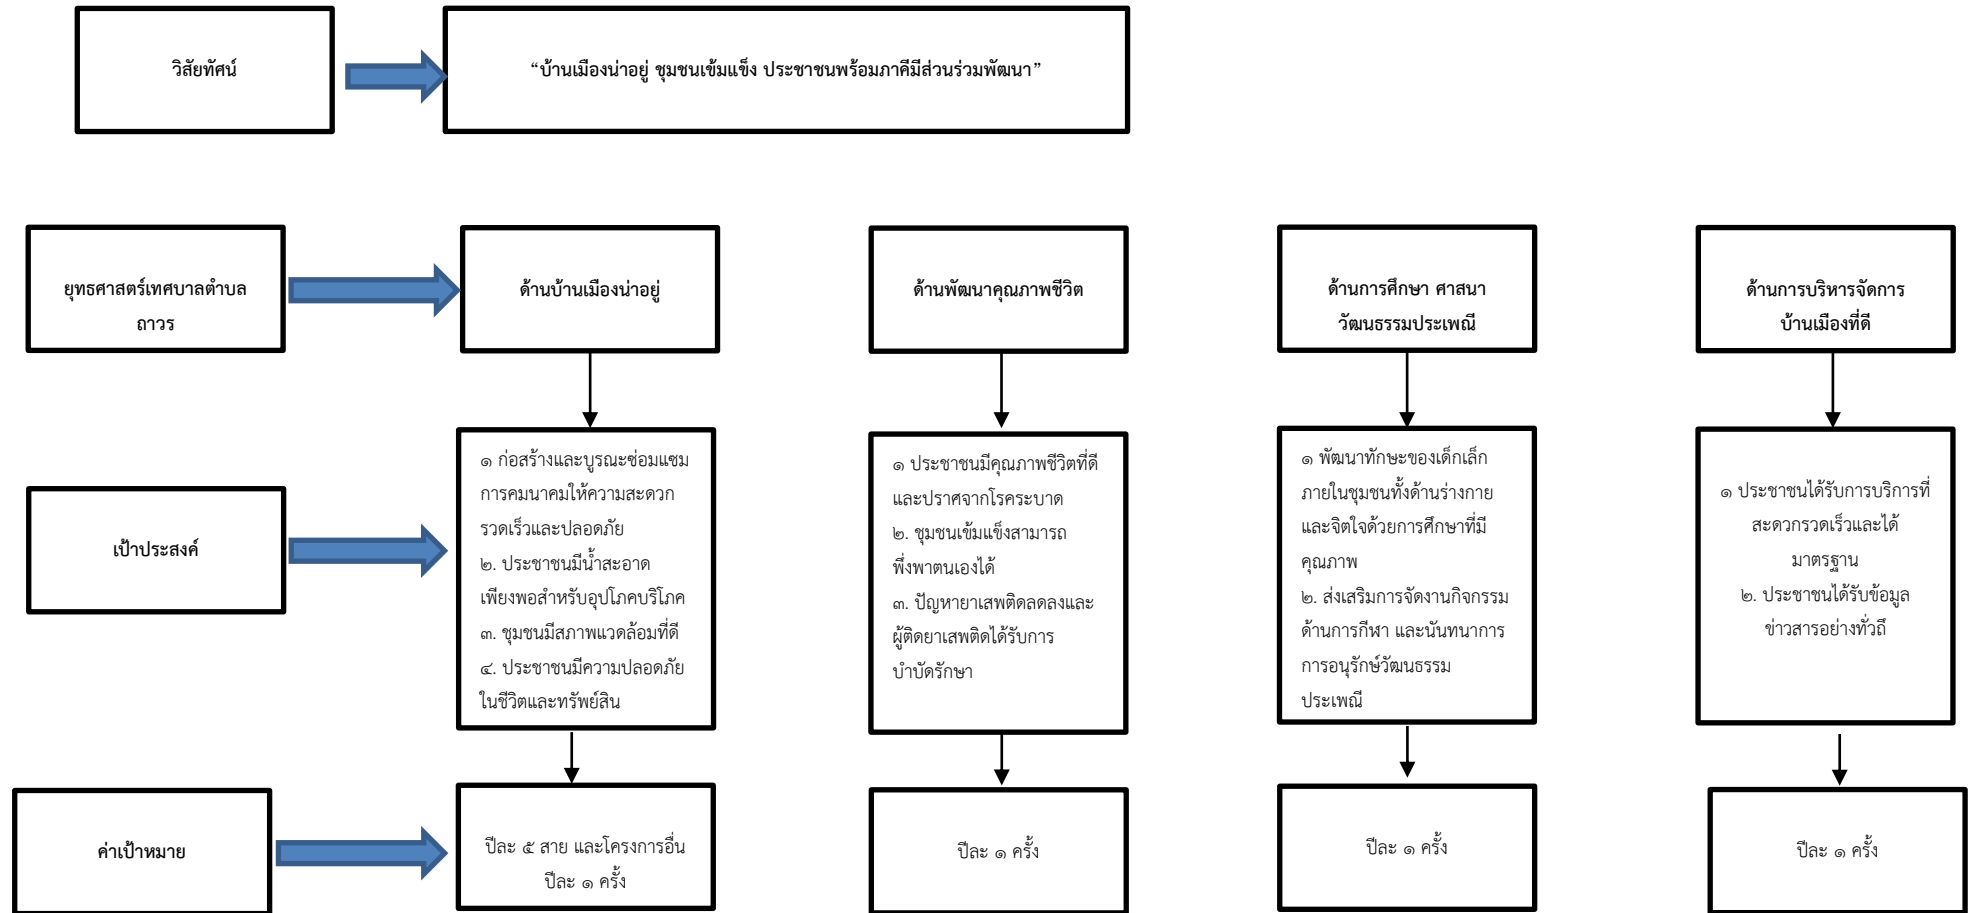 วิสัยทัศน์
“บ้านเมืองน่าอยู่ ชุมชนเข้มแข็ง ประชาชนพร้อมภาคีมีส่วนร่วมพัฒนา”
ยุทธศาสตร์เทศบาลตำบล
ถาวร
ด้านบ้านเมืองน่าอยู่
ด้านพัฒนาคุณภาพชีวิต
ด้านการศึกษา ศาสนา
วัฒนธรรมประเพณี
ด้านการบริหารจัดการ
บ้านเมืองที่ดี
เป้าประสงค์
๑ ก่อสร้างและบูรณะซ่อมแซม
การคมนาคมให้ความสะดวก
รวดเร็วและปลอดภัย
๒. ประชาชนมีน้ำสะอาด
เพียงพอสำหรับอุปโภคบริโภค
๓. ชุมชนมีสภาพแวดล้อมที่ดี
๔. ประชาชนมีความปลอดภัย
ในชีวิตและทรัพย์สิน
๑ ประชาชนมีคุณภาพชีวิตที่ดี
และปราศจากโรคระบาด
๒. ชุมชนเข้มแข็งสามารถ
พึ่งพาตนเองได้
๓. ปัญหายาเสพติดลดลงและ
ผู้ติดยาเสพติดได้รับการ
บำบัดรักษา
๑ พัฒนาทักษะของเด็กเล็ก
ภายในชุมชนทั้งด้านร่างกาย
และจิตใจด้วยการศึกษาที่มี
คุณภาพ
๒. ส่งเสริมการจัดงานกิจกรรม
ด้านการกีฬา และนันทนาการ
การอนุรักษ์วัฒนธรรม
ประเพณี
๑ ประชาชนได้รับการบริการที่
สะดวกรวดเร็วและได้
มาตรฐาน
๒. ประชาชนได้รับข้อมูล
ข่าวสารอย่างทั่วถึ
ค่าเป้าหมาย
ปีละ ๕ สาย และโครงการอื่น
ปีละ ๑ ครั้ง
ปีละ ๑ ครั้ง
ปีละ ๑ ครั้ง
ปีละ ๑ ครั้ง